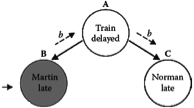 A
Train
delayed
b
b
B
C
Martin
late
Norman
late